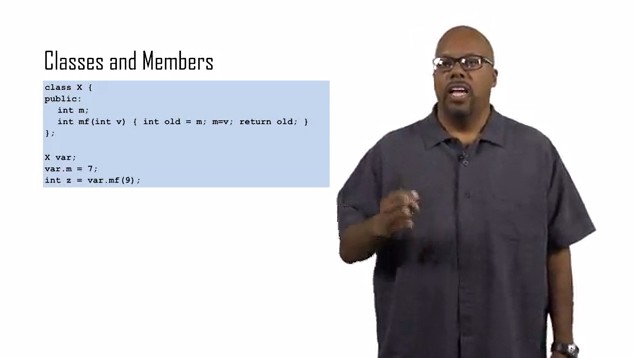 Classes and Members
class X {
public:
int m;
int mf(int v) { int old = m; m=v; return old; }
};
X var;
var.m = 7;
int z = var.mf(9);